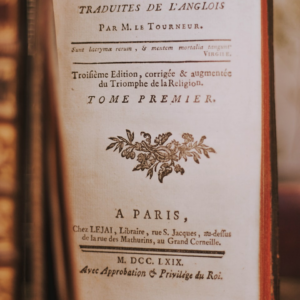 TRADUITES DE L'ANGLOIS
PAR M. LE TOURNEUR.
Sunt lacrymæ rerum, & mentem mortalia tangunt.
Troisième Edition, corrigée & augmentée
du Triomphe de la Religion.
TOME PREMIER.
A PARIS,
Chez LEJAI, Libraire, rue S. Jacques, au-dessus
de la rue des Mathurins, au Grand Corneille.
M. DCC. LXIX.
Avec Approbation & Privilége du Roi.